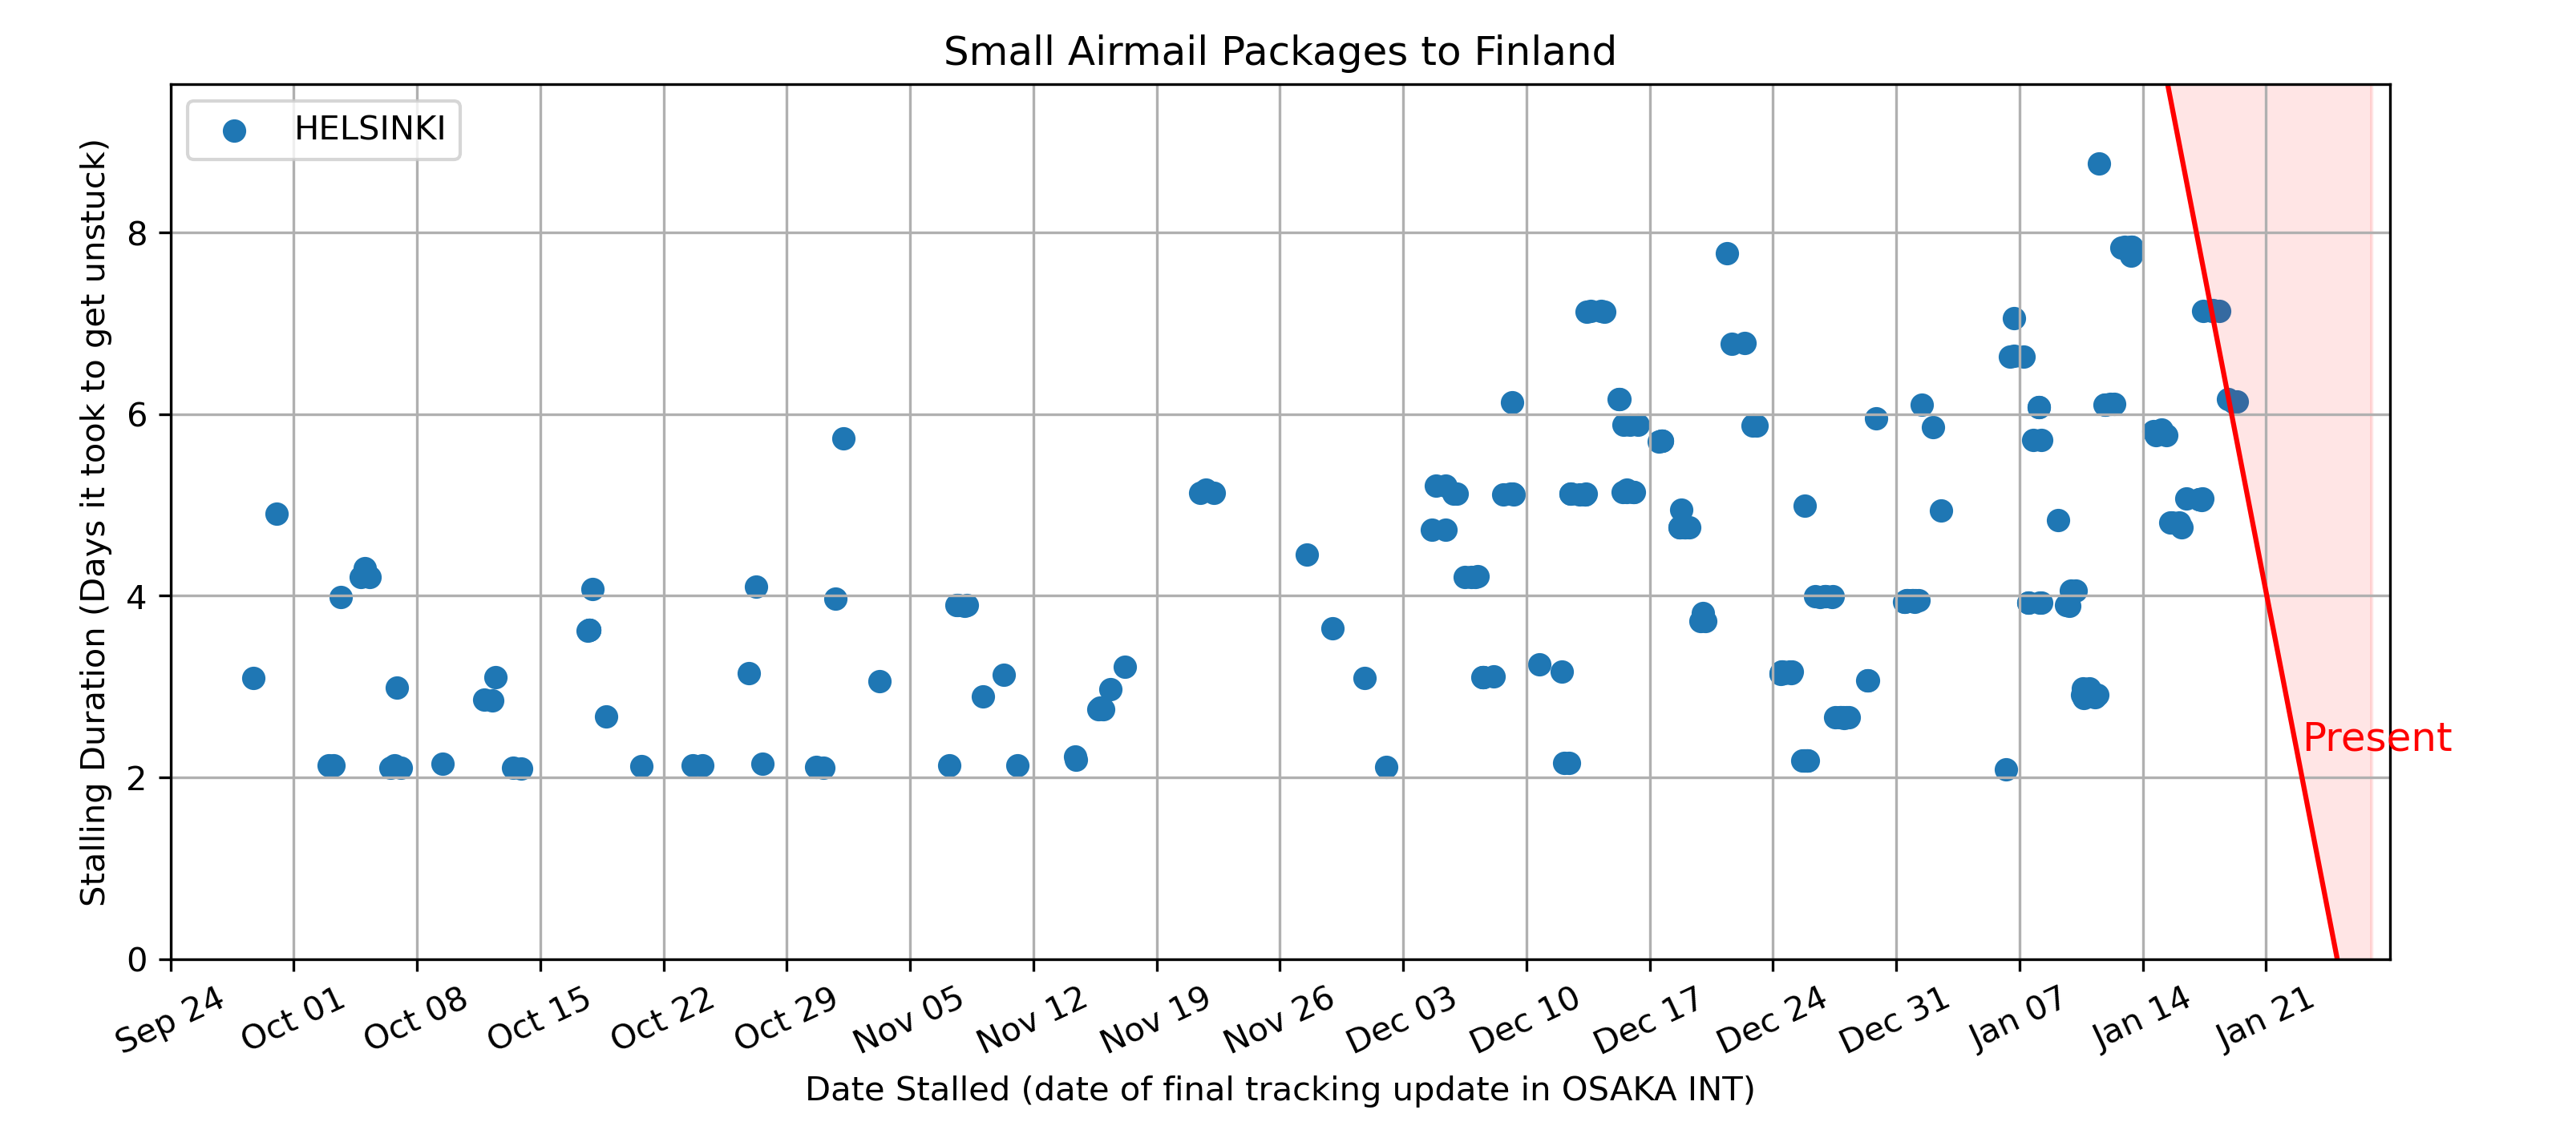 Small Airmail Packages to Finland
HELSINKI
Stalling Duration (Days it took to get unstuck)
8
6
4
2
0
Present
Sep 24
Oct 01
Oct 08
Oct 15
Oct 22
Oct 29
Nov 05
Nov 12
Nov 19
Nov 26
Dec 03
Dec 10
Dec 17
Dec 24
Dec 31
Jan 07
Jan 14
Jan 21
Date Stalled (date of final tracking update in OSAKA INT)